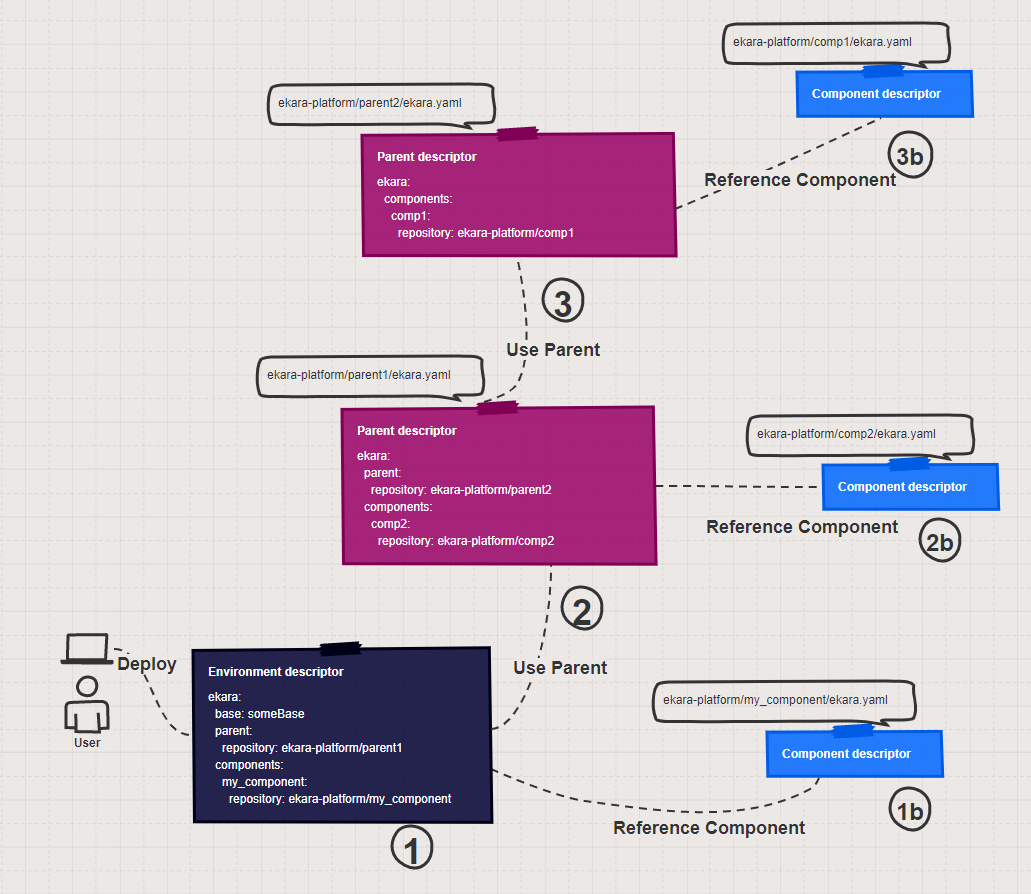 ekara-platform/comp1/ekara.yaml
Component descriptor
3b
Reference Component
ekara-platform/parent2/ekara.yaml
Parent descriptor
ekara:
components:
comp1:
repository: ekara-platform/comp1
3
Use Parent
ekara-platform/parent1/ekara.yaml
Parent descriptor
ekara:
parent:
repository: ekara-platform/parent2
components:
comp2:
repository: ekara-platform/comp2
ekara-platform/comp2/ekara.yaml
Component descriptor
Reference Component
2b
2
Use Parent
Deploy
User
Environment descriptor
ekara:
base: someBase
parent:
repository: ekara-platform/parent1
components:
my_component:
repository: ekara-platform/my_component
1
ekara-platform/my_component/ekara.yaml
Component descriptor
1b
Reference Component